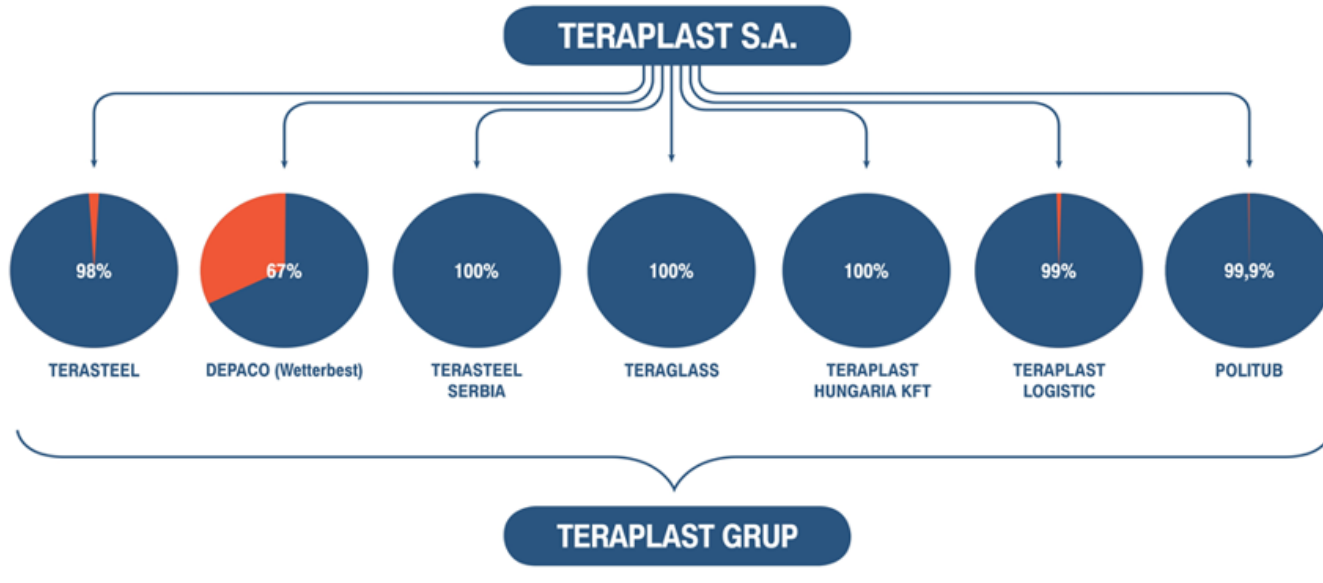 TERAPLAST S.A.
98%
67%
100%
100%
100%
99%
99,9%
TERASTEEL
DEPACO (Wetterbest)
TERASTEEL
SERBIA
TERAGLASS
TERAPLAST
HUNGARIA KFT
TERAPLAST
LOGISTIC
POLITUB
TERAPLAST GRUP